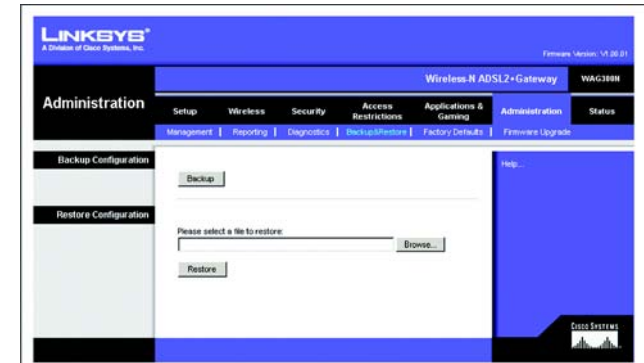 LINKSYS®
A Division of Cisco Systems, Inc.
Firmware Version: V1.00.01
Wireless-N ADSL2+Gateway WAG300N
Administration
Setup Wireless Security Access Restrictions Applications & Gaming Administration Status
Management | Reporting | Diagnostics | Backup&Restore | Factory Defaults | Firmware Upgrade
Backup Configuration
Backup
Help...
Restore Configuration
Please select a file to restore:
Browse...
Restore
CISCO SYSTEMS